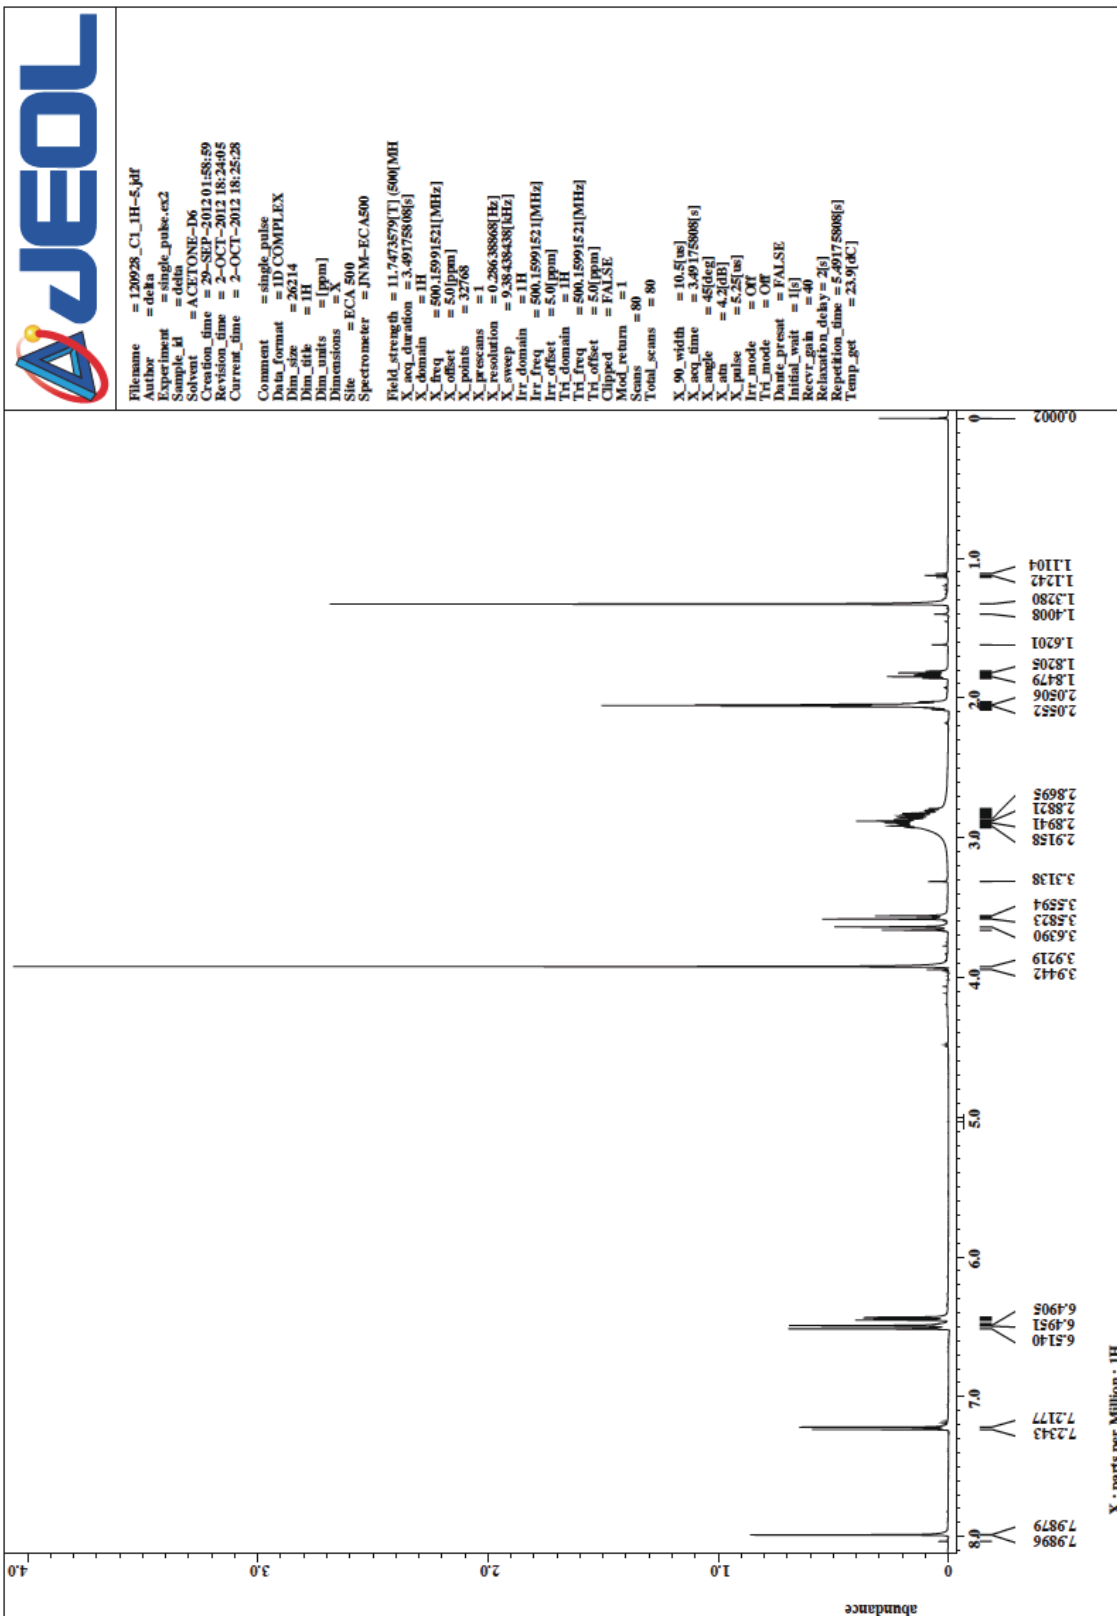 JEOL
Filename = 120928_C1_1H-5.jdf
Author = delta
Experiment = single_pulse.ex2
Sample_id = delta
Solvent = ACETONE-D6
Creation_time = 29-SEP-2012 01:58:59
Revision_time = 2-OCT-2012 18:24:05
Current_time = 2-OCT-2012 18:25:28
Comment = single_pulse
Data_format = 1D COMPLEX
Dim_size = 26214
Dim_title = 1H
Dim_units = [ppm]
Dimensions = X
Site = ECA 500
Spectrometer = JNM-ECA500
Field_strength = 11.7473579[T] (500[MH
X_acq_duration = 3.49175808[s]
X_domain = 1H
X_freq = 500.15991521[MHz]
X_offset = 5.0[ppm]
X_points = 32768
X_prescans = 1
X_resolution = 0.28638868[Hz]
X_sweep = 9.38438438[kHz]
Irr_domain = 1H
Irr_freq = 500.15991521[MHz]
Irr_offset = 5.0[ppm]
Tri_domain = 1H
Tri_freq = 500.15991521[MHz]
Tri_offset = 5.0[ppm]
Clipped = FALSE
Mod_return = 1
Scans = 80
Total_scans = 80
X_90_width = 10.5[us]
X_acq_time = 3.49175808[s]
X_angle = 45[deg]
X_atn = 4.2[dB]
X_pulse = 5.25[us]
Irr_mode = Off
Tri_mode = Off
Dante_presat = FALSE
Initial_wait = 1[s]
Recvr_gain = 40
Relaxation_delay = 2[s]
Repetition_time = 5.49175808[s]
Temp_get = 23.9[dC]
abundance
4.0
3.0
2.0
1.0
0
8.0 7.0 6.0 5.0 4.0 3.0 2.0 1.0 0
7.9896
7.9879
7.2343
7.2177
6.5140
6.4951
6.4905
3.9442
3.9219
3.6390
3.5823
3.5594
3.3138
2.9158
2.8941
2.8821
2.8695
2.0552
2.0506
1.8479
1.8205
1.6201
1.4008
1.3280
1.1242
1.1104
0.0002
X : parts per Million : 1H